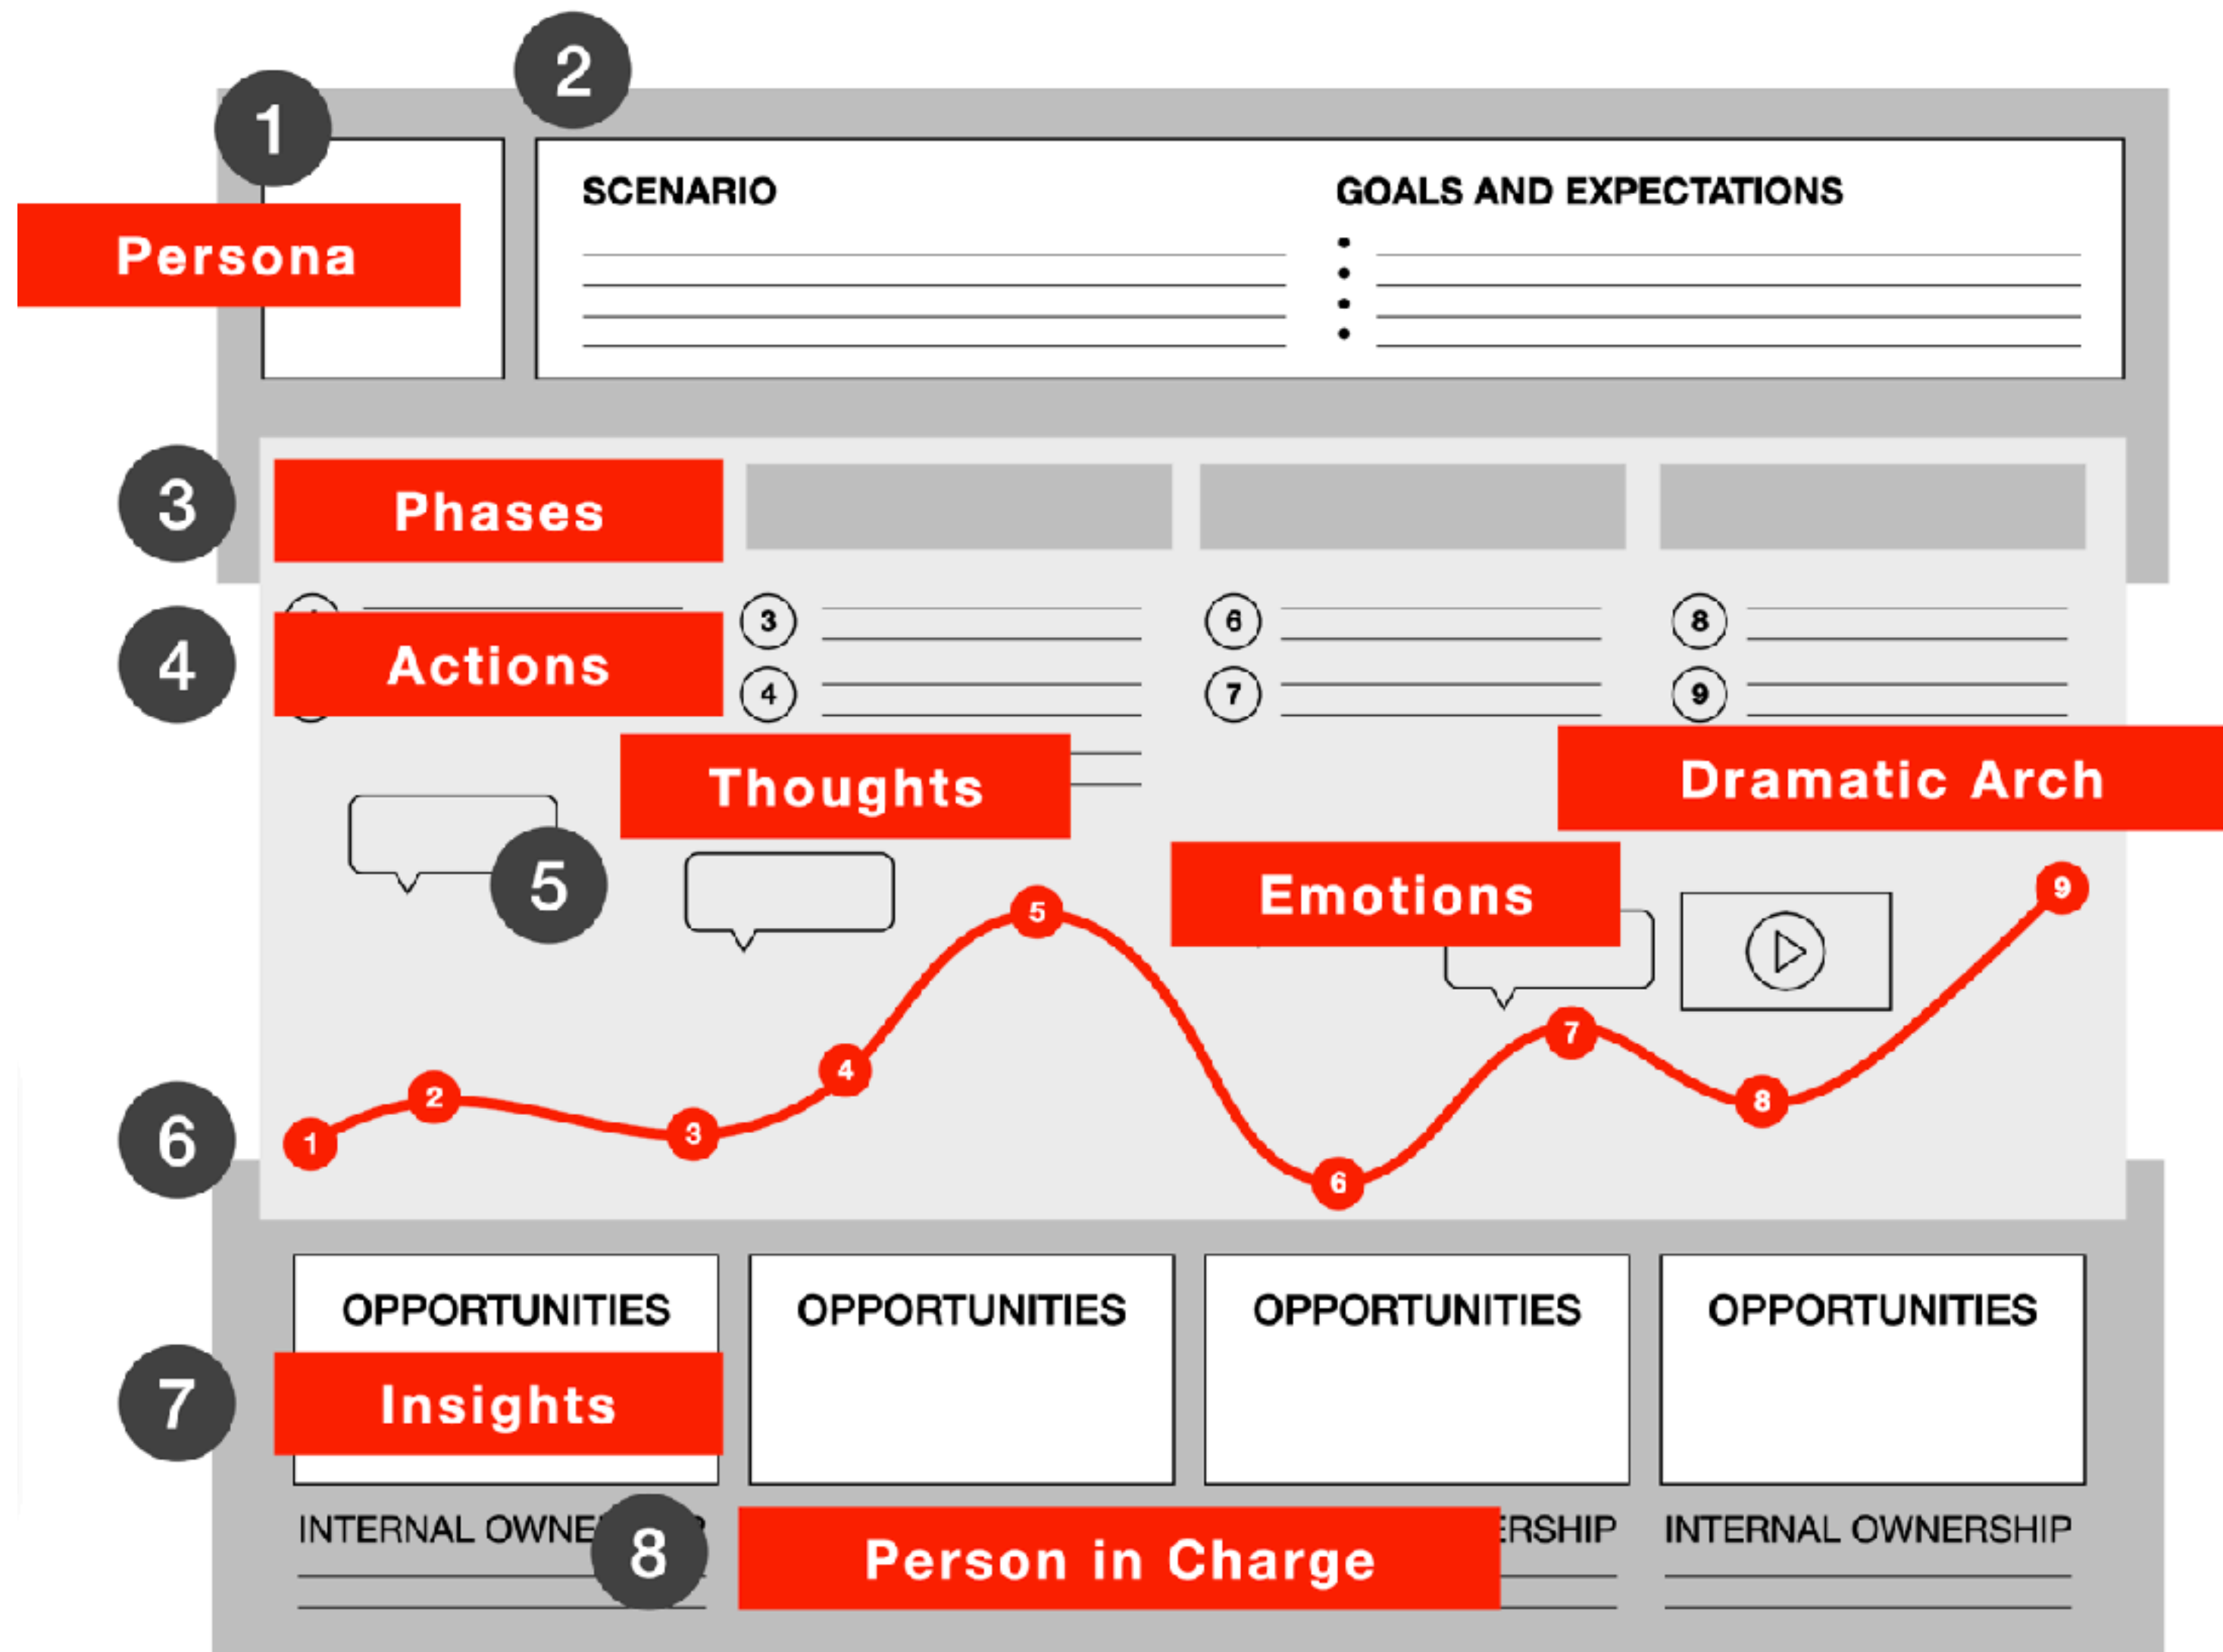 2
1
SCENARIO
GOALS AND EXPECTATIONS
Persona
3
Phases
4
Actions
3
6
8
4
7
9
Thoughts
Dramatic Arch
5
Emotions
5
9
7
4
2
8
6
1
3
6
OPPORTUNITIES
OPPORTUNITIES
OPPORTUNITIES
OPPORTUNITIES
7
Insights
INTERNAL
ERSHIP
INTERNAL OWNERSHIP
8
Person in Charge